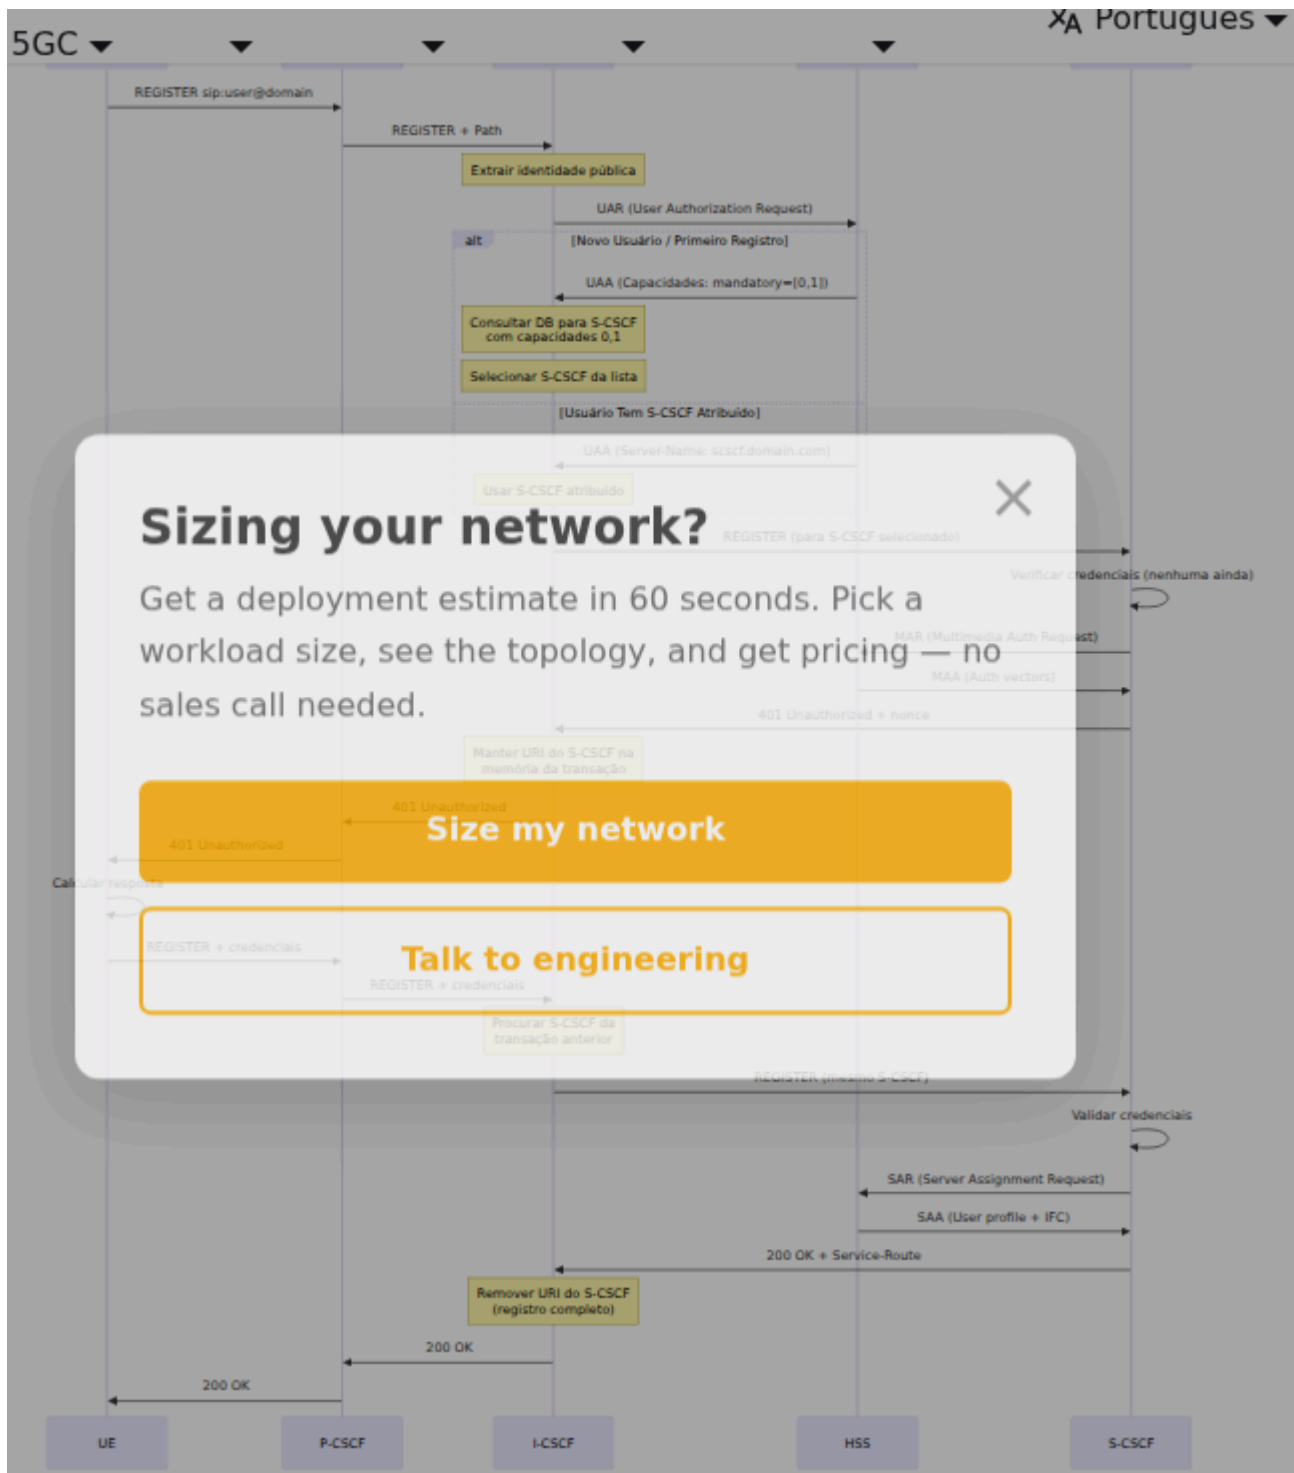 Português
5GC
REGISTER sip:user@domain
REGISTER + Path
Extrair identidade pública
UAR (User Authorization Request)
alt
[Novo Usuário / Primeiro Registro]
UAA (Capacidades: mandatory=[0,1])
Consultar DB para S-CSCF
com capacidades 0,1
Selecionar S-CSCF da lista
[Usuário Tem S-CSCF Atribuído]
UAA (Server-Name: scscf.domain.com)
Usar S-CSCF atribuído
Sizing your network?
REGISTER (para S-CSCF selecionado)
Verificar credenciais (nenhuma ainda)
Get a deployment estimate in 60 seconds. Pick a
MAR (Multimedia Auth Request)
workload size, see the topology, and get pricing — no
MAA (Auth vectors)
sales call needed.
401 Unauthorized + nonce
Manter URI do S-CSCF na
memória da transação
401 Unauthorized
Size my network
401 Unauthorized
Calcular resposta
REGISTER + credenciais
Talk to engineering
REGISTER + credenciais
Procurar S-CSCF da
transação anterior
REGISTER (mesmo S-CSCF)
Validar credenciais
SAR (Server Assignment Request)
SAA (User profile + IFC)
200 OK + Service-Route
Remover URI do S-CSCF
(registro completo)
200 OK
200 OK
UE
P-CSCF
I-CSCF
HSS
S-CSCF